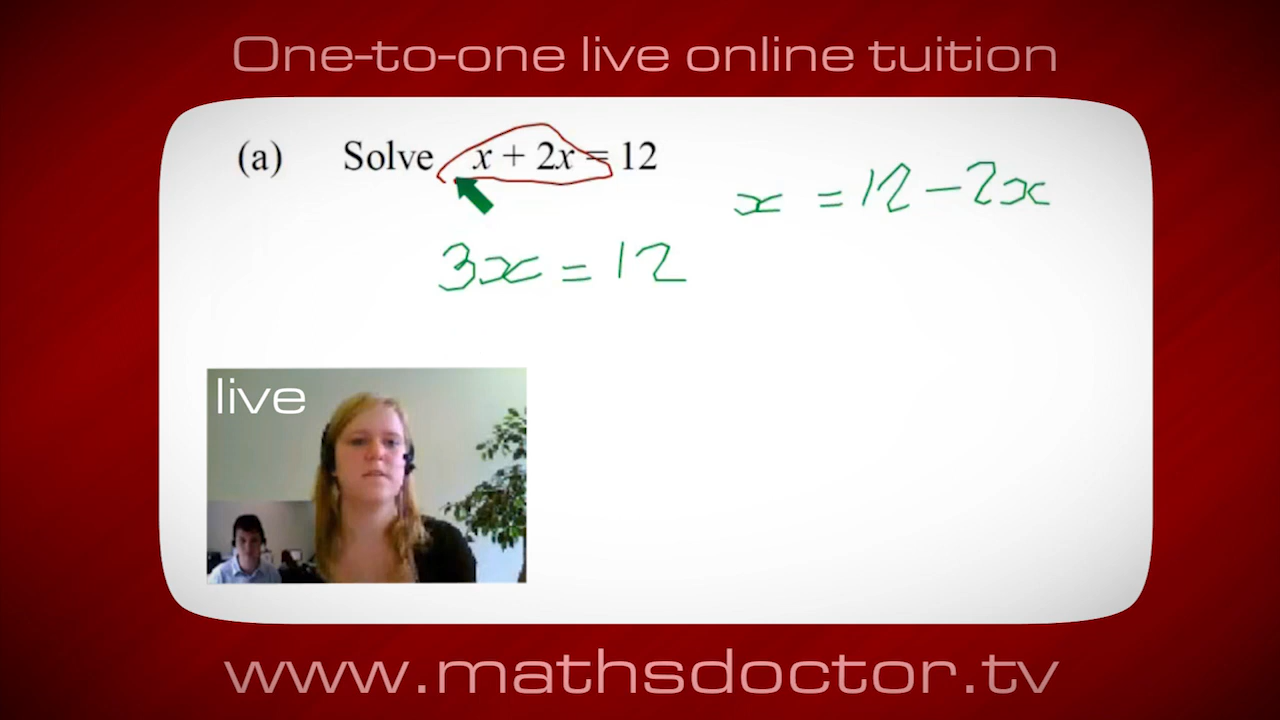 One-to-one live online tuition
(a) Solve x + 2x = 12
x = 12 - 2x
3x = 12
live
www.mathsdoctor.tv